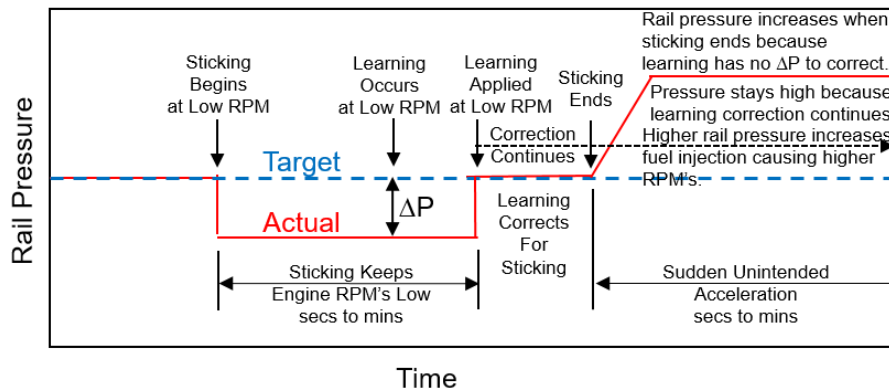 Rail pressure increases when
sticking ends because
learning has no ΔP to correct.
Sticking
Begins
at Low RPM
Learning
Occurs
at Low RPM
Learning
Applied
at Low RPM
Sticking
Ends
Pressure stays high because
learning correction continues
Higher rail pressure increases
fuel injection causing higher
RPM's.
Correction
Continues
Target
Actual
ΔP
Learning
Corrects
For
Sticking
Sticking Keeps
Engine RPM's Low
secs to mins
Sudden Unintended
Acceleration
secs to mins
Rail Pressure
Time